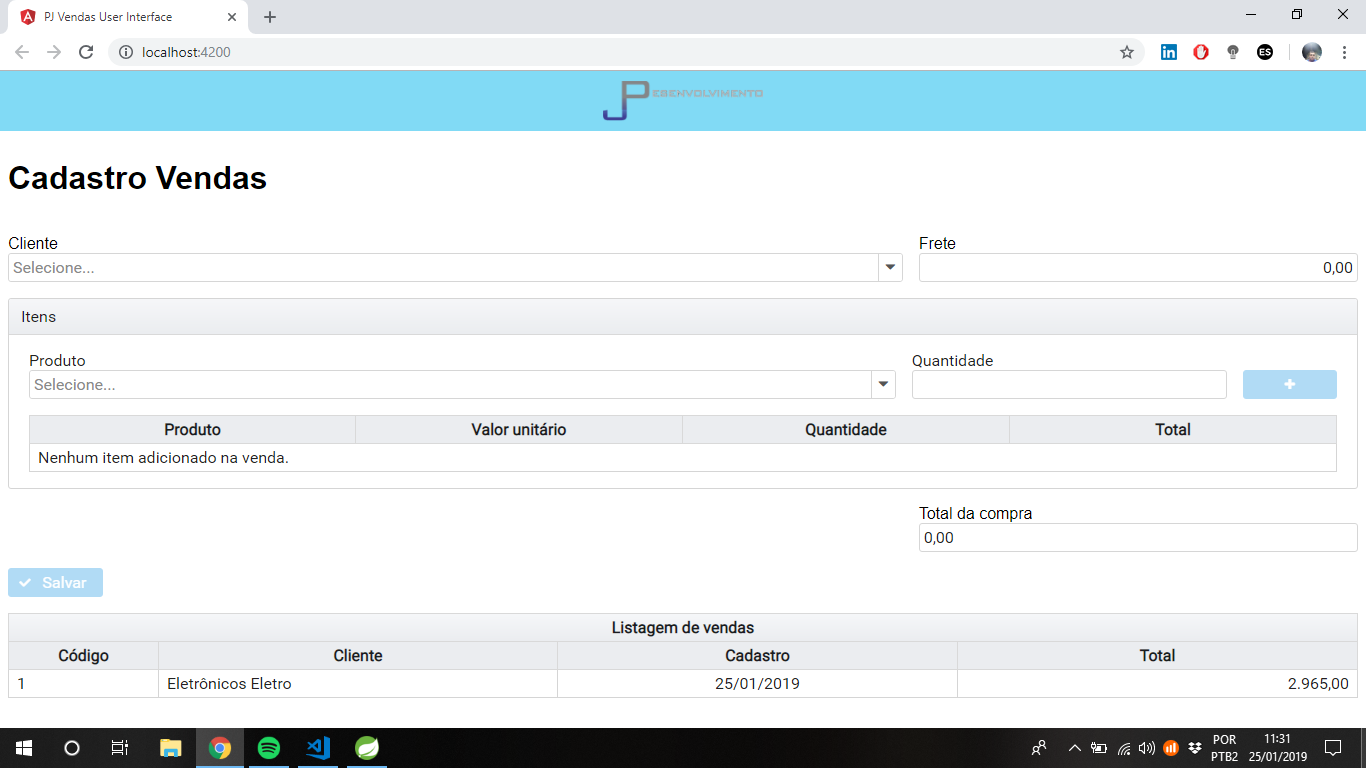 PJ Vendas User Interface
localhost:4200
in
ES
JP ESENVOLVIMENTO
Cadastro Vendas
Cliente
Frete
Selecione...
0,00
Itens
Produto
Quantidade
Selecione...
Produto Valor unitário Quantidade Total
Nenhum item adicionado na venda.
Total da compra
0,00
Salvar
Listagem de vendas
Código Cliente Cadastro Total
1 Eletrônicos Eletro 25/01/2019 2.965,00
POR
PTB2
11:31
25/01/2019